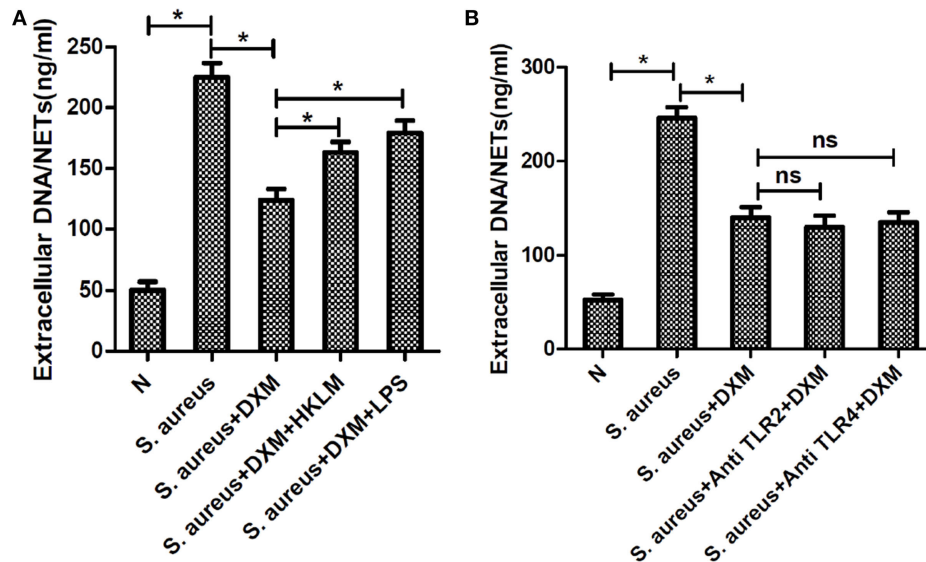 A
Extracellular DNA/NETs(ng/ml)
250
200
150
100
50
0
*
*
*
*
N
S. aureus
S. aureus+DXM
S. aureus+DXM+HKLM
S. aureus+DXM+LPS
B
Extracellular DNA/NETs(ng/ml)
300
200
100
0
*
*
ns
ns
N
S. aureus
S. aureus+DXM
S. aureus+Anti TLR2+DXM
S. aureus+Anti TLR4+DXM